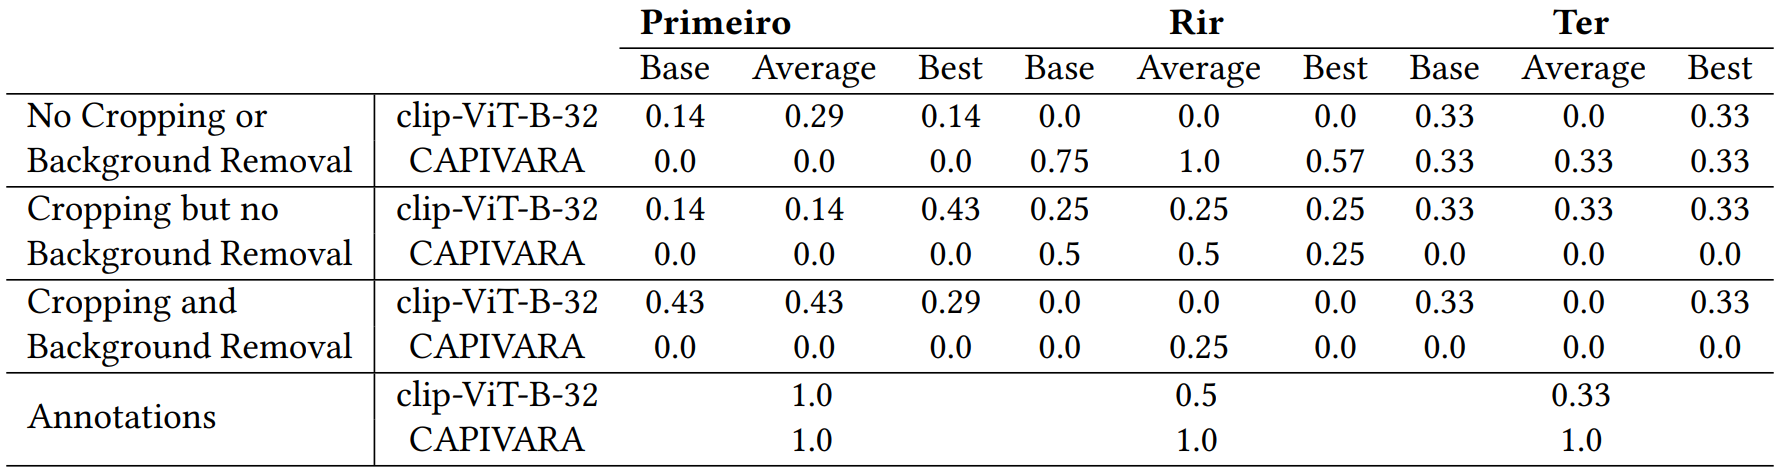 Primeiro Rir Ter
Base Average Best Base Average Best Base Average Best
No Cropping or clip-ViT-B-32 0.14 0.29 0.14 0.0 0.0 0.0 0.33 0.0 0.33
Background Removal CAPIVARA 0.0 0.0 0.0 0.75 1.0 0.57 0.33 0.33 0.33
Cropping but no clip-ViT-B-32 0.14 0.14 0.43 0.25 0.25 0.25 0.33 0.33 0.33
Background Removal CAPIVARA 0.0 0.0 0.0 0.5 0.5 0.25 0.0 0.0 0.0
Cropping and clip-ViT-B-32 0.43 0.43 0.29 0.0 0.0 0.0 0.33 0.0 0.33
Background Removal CAPIVARA 0.0 0.0 0.0 0.0 0.25 0.0 0.0 0.0 0.0
Annotations
clip-ViT-B-32 1.0 0.5 0.33
CAPIVARA 1.0 1.0 1.0